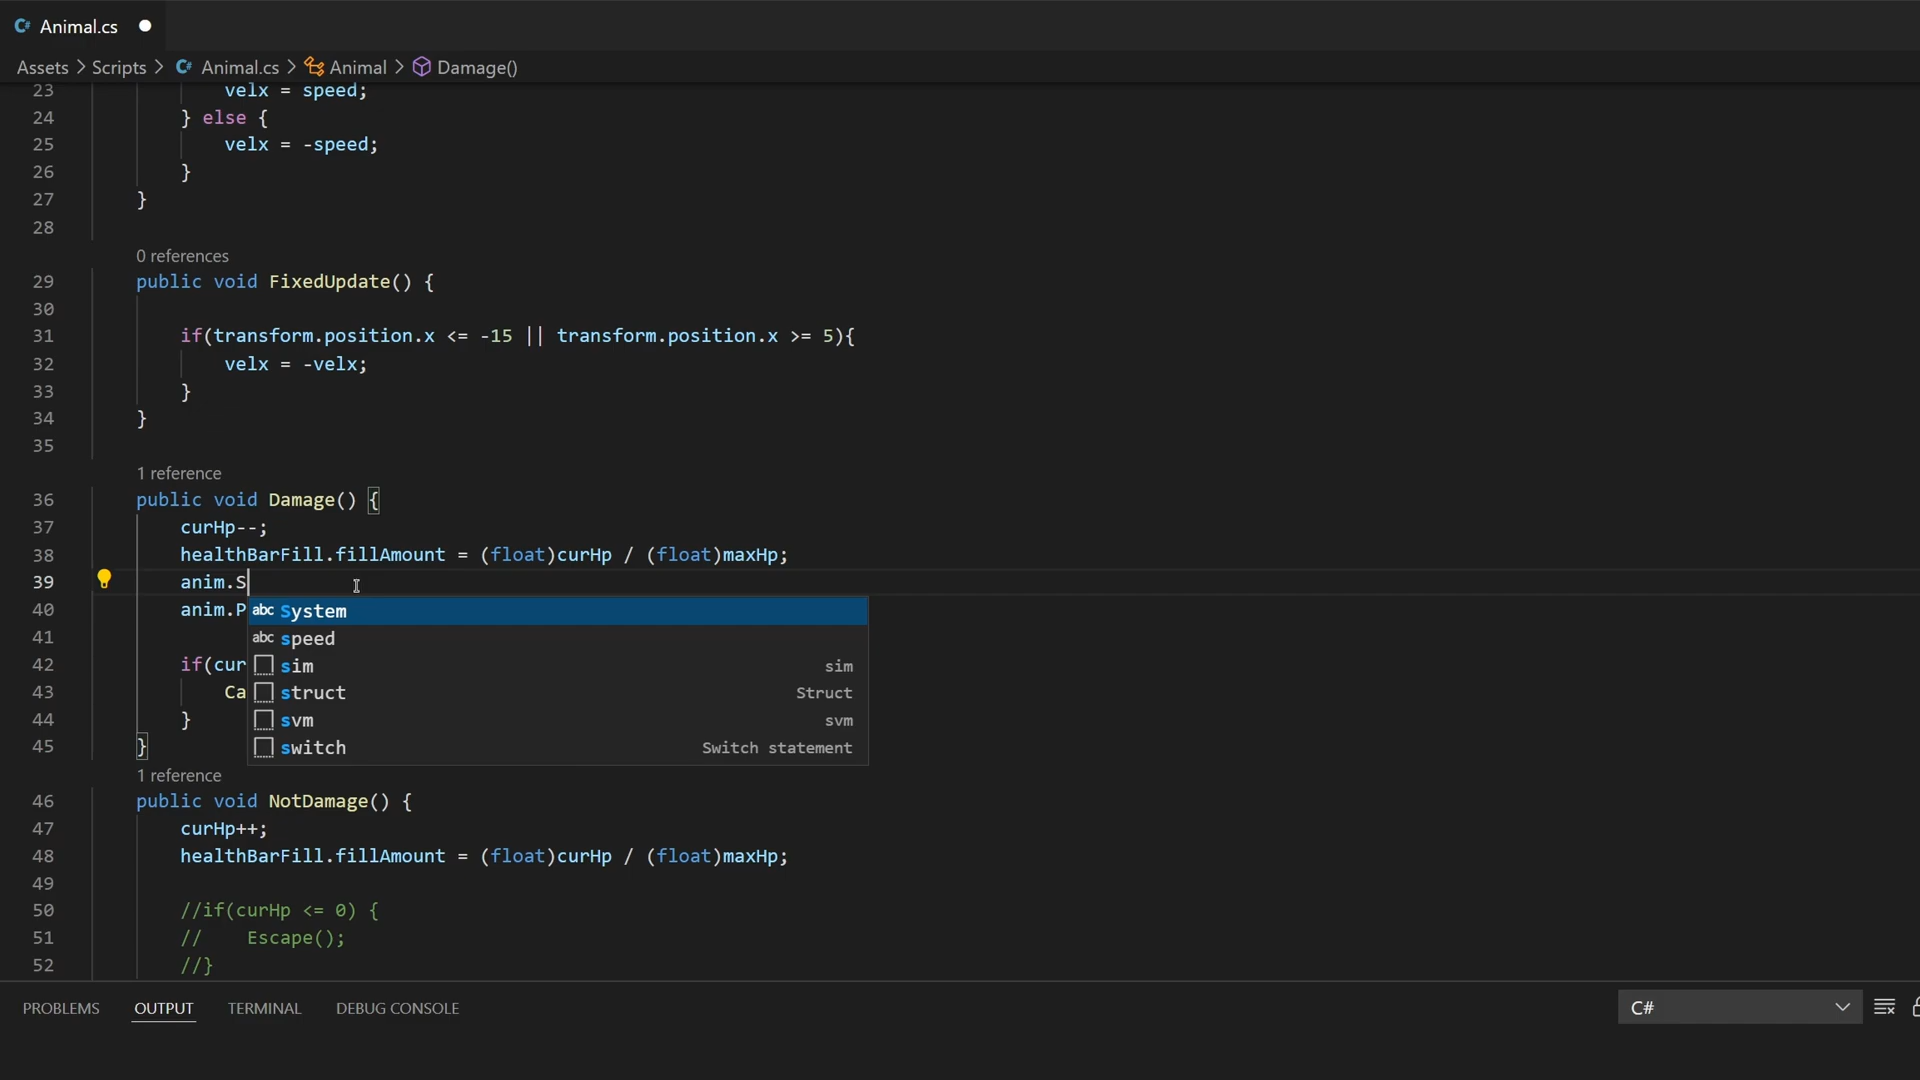 Animal.cs
Assets > Scripts > Animal.cs > Animal > Damage()
23 velx = speed;
24 } else {
25 velx = -speed;
26 }
27 }
28
0 references
29 public void FixedUpdate() {
30
31 if(transform.position.x <= -15 || transform.position.x >= 5){
32 velx = -velx;
33 }
34 }
35
1 reference
36 public void Damage() {
37 curHp--;
38 healthBarFill.fillAmount = (float)curHp / (float)maxHp;
39 anim.S
40 anim.P abc System
41 abc speed
42 if(cur sim sim
43 Ca struct Struct
44 } svm svm
45 } switch Switch statement
1 reference
46 public void NotDamage() {
47 curHp++;
48 healthBarFill.fillAmount = (float)curHp / (float)maxHp;
49
50 //if(curHp <= 0) {
51 // Escape();
52 //}
PROBLEMS OUTPUT TERMINAL DEBUG CONSOLE C#